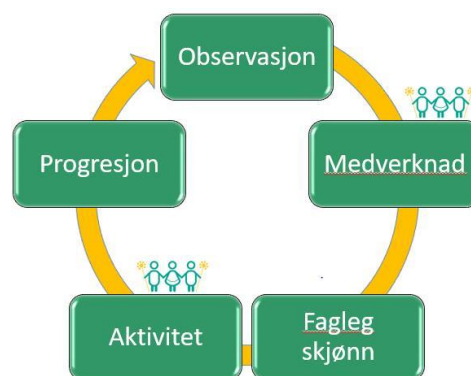 Observasjon
Medverknad
Fagleg
skjønn
Aktivitet
Progresjon